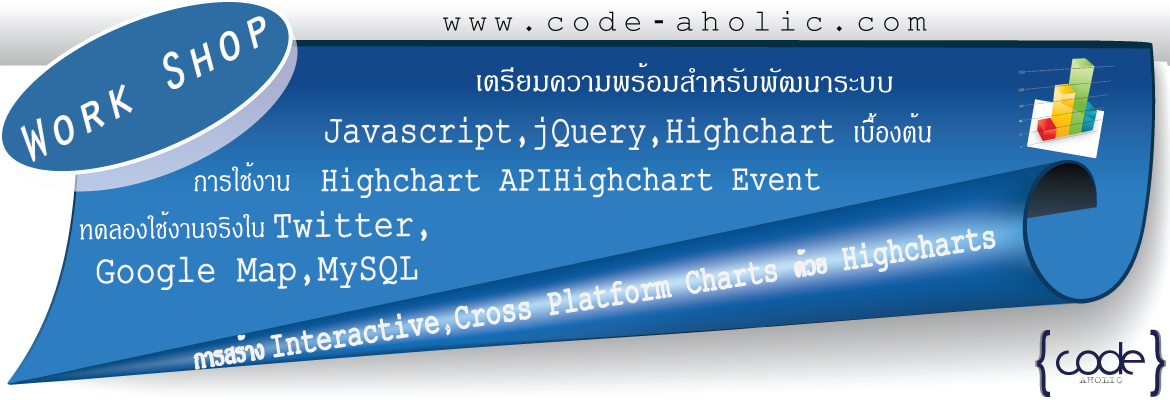 www.code-aholic.com
WORK SHOP
เตรียมความพร้อมสำหรับพัฒนาระบบ
Javascript,jQuery,Highchart เบื้องต้น
การใช้งาน Highchart APIHighchart Event
ทดลองใช้งานจริงใน Twitter,
Google Map,MySQL
การสร้าง Interactive,Cross Platform Charts ด้วย Highcharts
{code}
AHOLIC